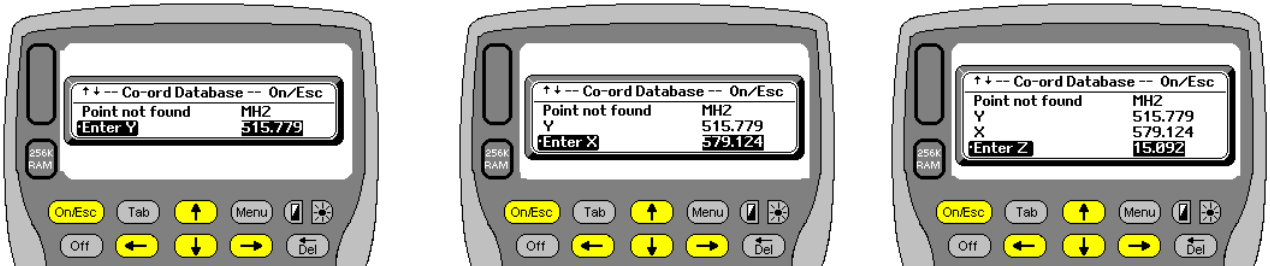 ↑↓-- Co-ord Database -- On/Esc
Point not found MH2
·Enter Y 515.779
256K
RAM
On/Esc Tab ↑ Menu
Off ← ↓ → Del
↑↓-- Co-ord Database -- On/Esc
Point not found MH2
Y 515.779
·Enter X 579.124
256K
RAM
On/Esc Tab ↑ Menu
Off ← ↓ → Del
↑↓-- Co-ord Database -- On/Esc
Point not found MH2
Y 515.779
X 579.124
·Enter Z 15.092
256K
RAM
On/Esc Tab ↑ Menu
Off ← ↓ → Del